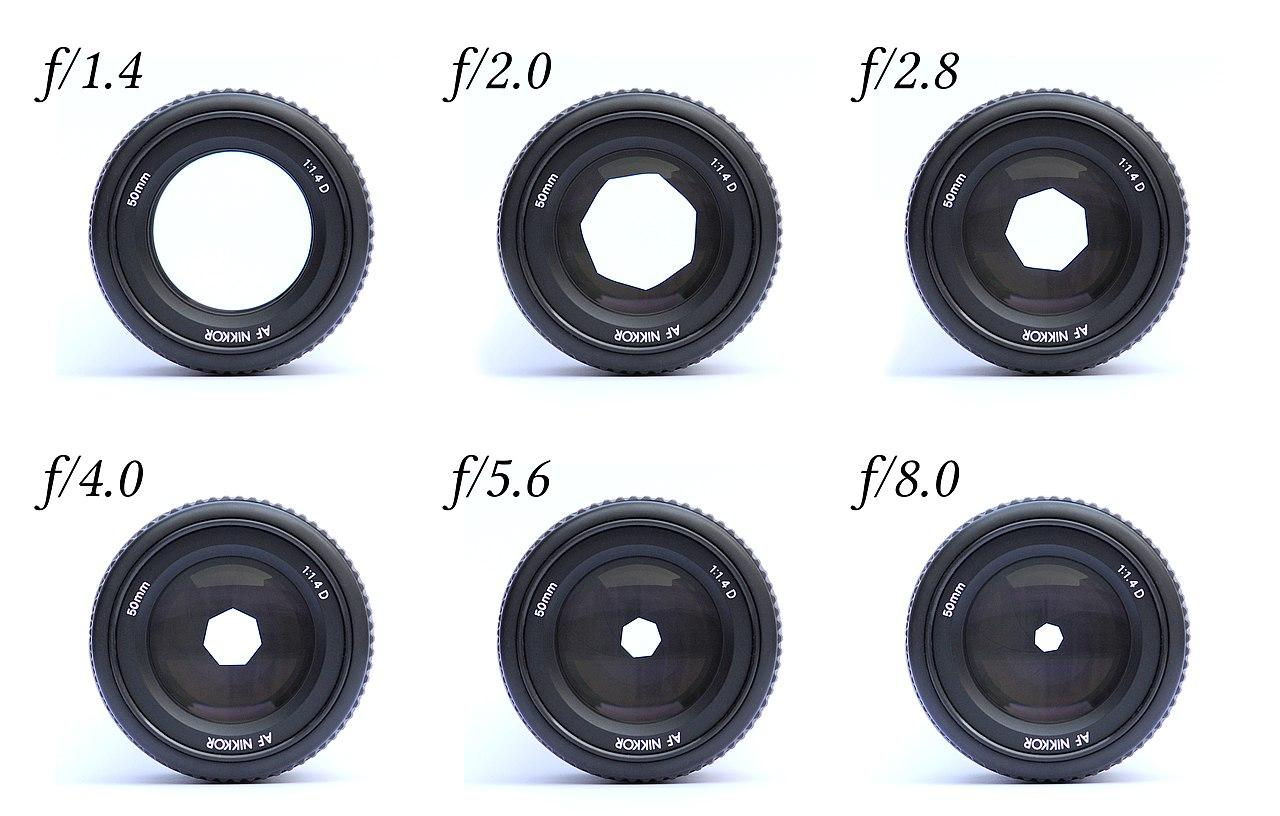 f/1.4
f/2.0
f/2.8
50mm
1:1.4 D
AF NIKKOR
50mm
1:1.4 D
AF NIKKOR
50mm
1:1.4 D
AF NIKKOR
f/4.0
f/5.6
f/8.0
50mm
1:1.4 D
AF NIKKOR
50mm
1:1.4 D
AF NIKKOR
50mm
1:1.4 D
AF NIKKOR